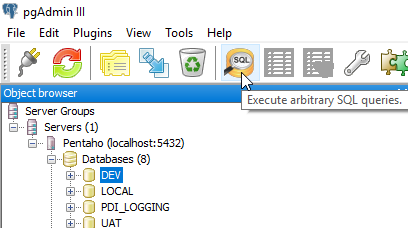 pgAdmin III
File Edit Plugins View Tools Help
SQL
Object browser
Execute arbitrary SQL queries.
Server Groups
Servers (1)
Pentaho (localhost:5432)
Databases (8)
DEV
LOCAL
PDI_LOGGING
UAT